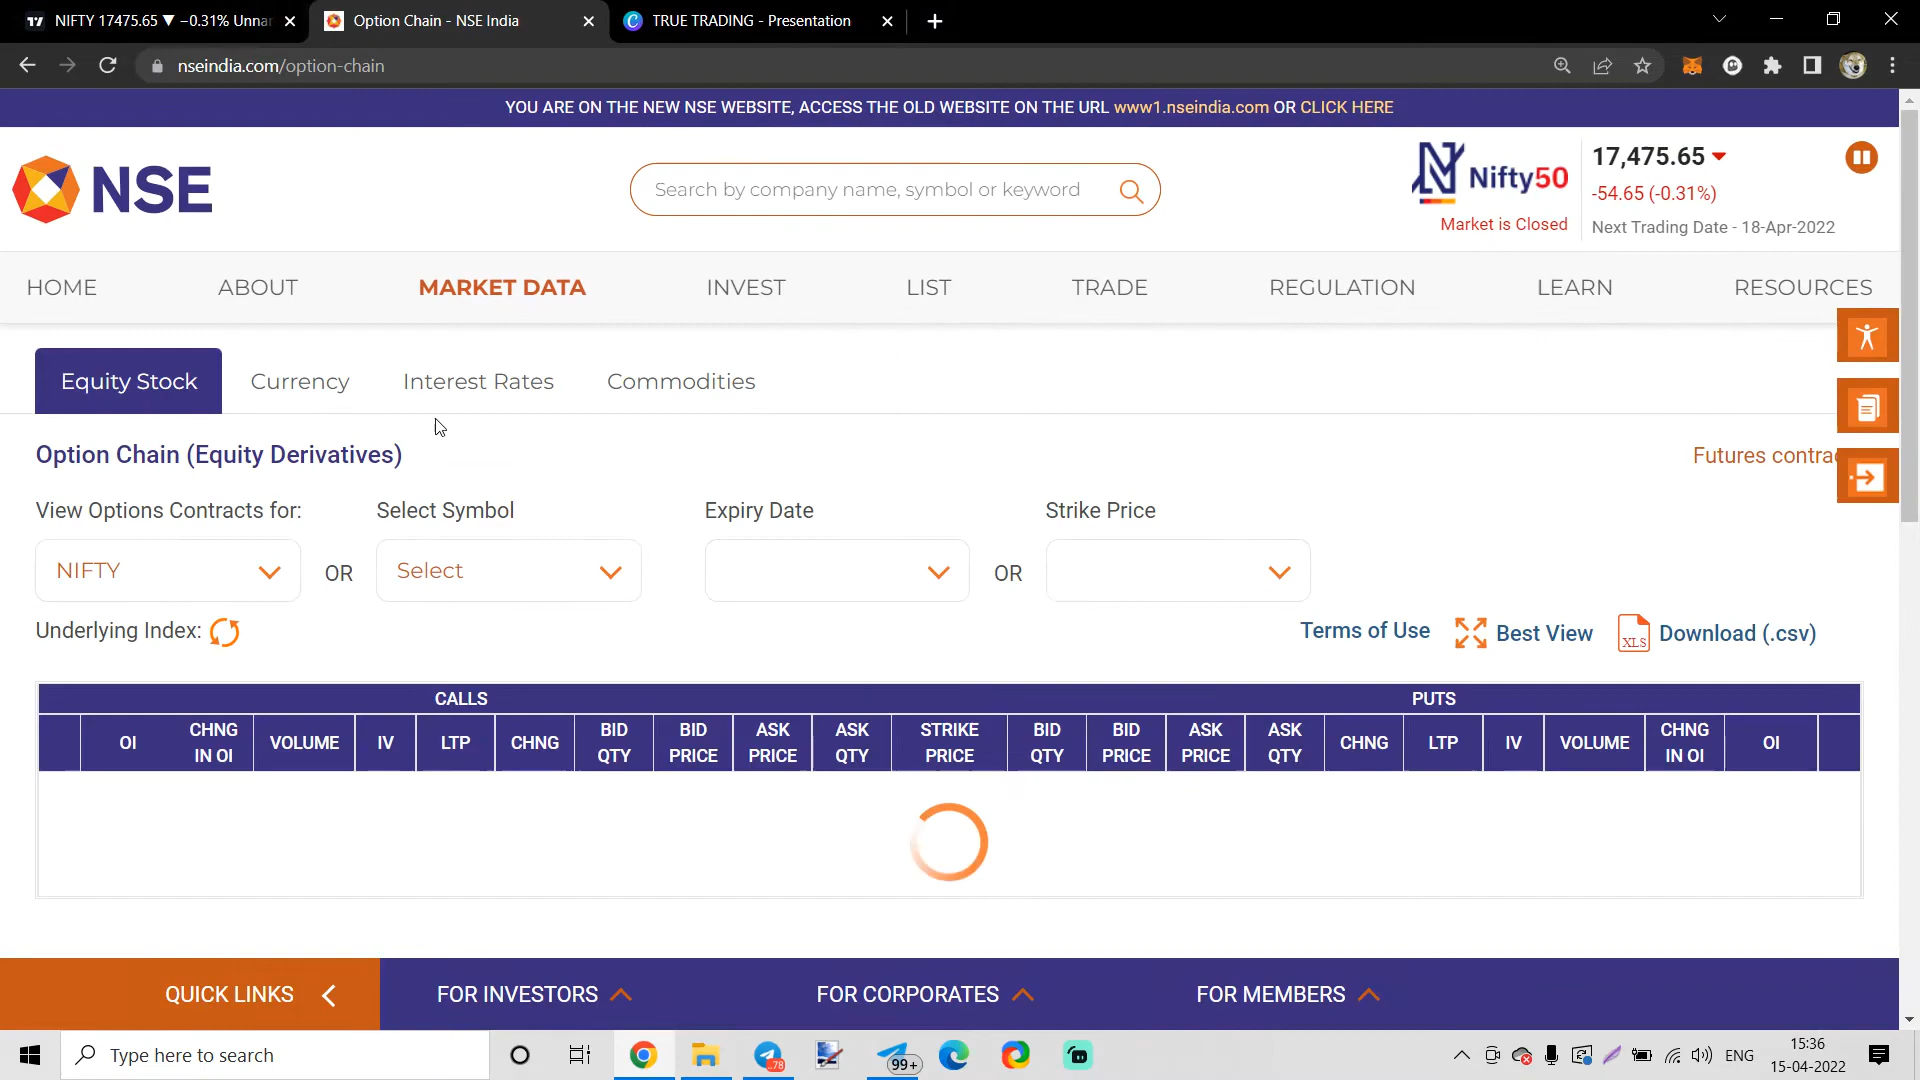 NIFTY 17475.65 ▼ −0.31% Unna
Option Chain - NSE India
TRUE TRADING - Presentation
nseindia.com/option-chain
YOU ARE ON THE NEW NSE WEBSITE, ACCESS THE OLD WEBSITE ON THE URL www1.nseindia.com OR CLICK HERE
NSE
Search by company name, symbol or keyword
Nifty50
Market is Closed
17,475.65
-54.65 (-0.31%)
Next Trading Date - 18-Apr-2022
HOME ABOUT MARKET DATA INVEST LIST TRADE REGULATION LEARN RESOURCES
Equity Stock Currency Interest Rates Commodities
Option Chain (Equity Derivatives)
Futures contrac
View Options Contracts for: Select Symbol Expiry Date Strike Price
NIFTY OR Select OR
Underlying Index:
Terms of Use Best View XLS Download (.csv)
CALLS PUTS
OI CHNG IN OI VOLUME IV LTP CHNG BID QTY BID PRICE ASK PRICE ASK QTY STRIKE PRICE BID QTY BID PRICE ASK PRICE ASK QTY CHNG LTP IV VOLUME CHNG IN OI OI
QUICK LINKS FOR INVESTORS FOR CORPORATES FOR MEMBERS
Type here to search
78
99+
ENG
15:36
15-04-2022